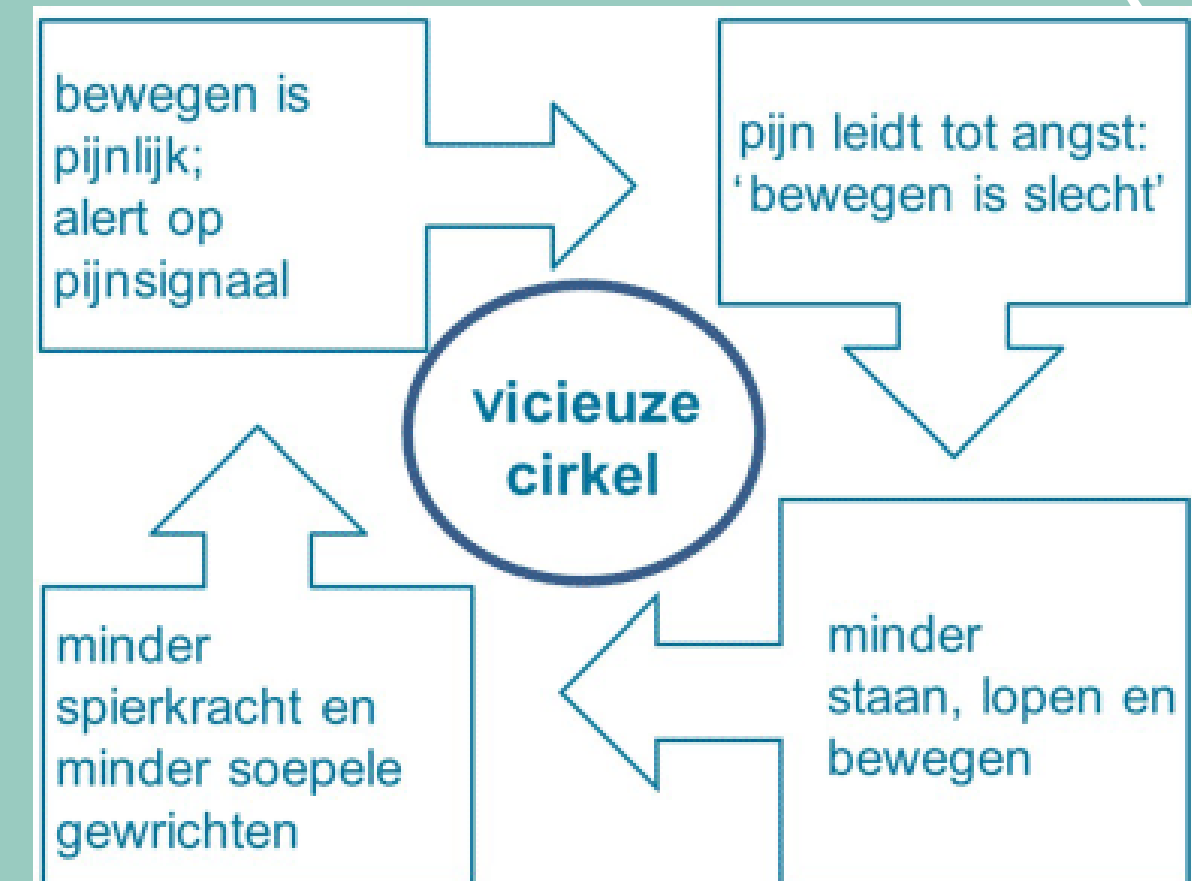 bewegen is
pijnlijk;
alert op
pijnsignaal
pijn leidt tot angst:
‘bewegen is slecht’
vicieuze
cirkel
minder
staan, lopen en
bewegen
minder
spierkracht en
minder soepele
gewrichten